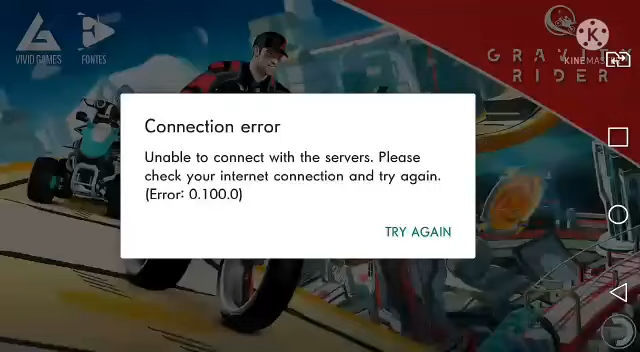 VIVID GAMES
FONTES
GRAVITY
RIDER
KINEMAS
Connection error
Unable to connect with the servers. Please
check your internet connection and try again.
(Error: 0.100.0)
TRY AGAIN